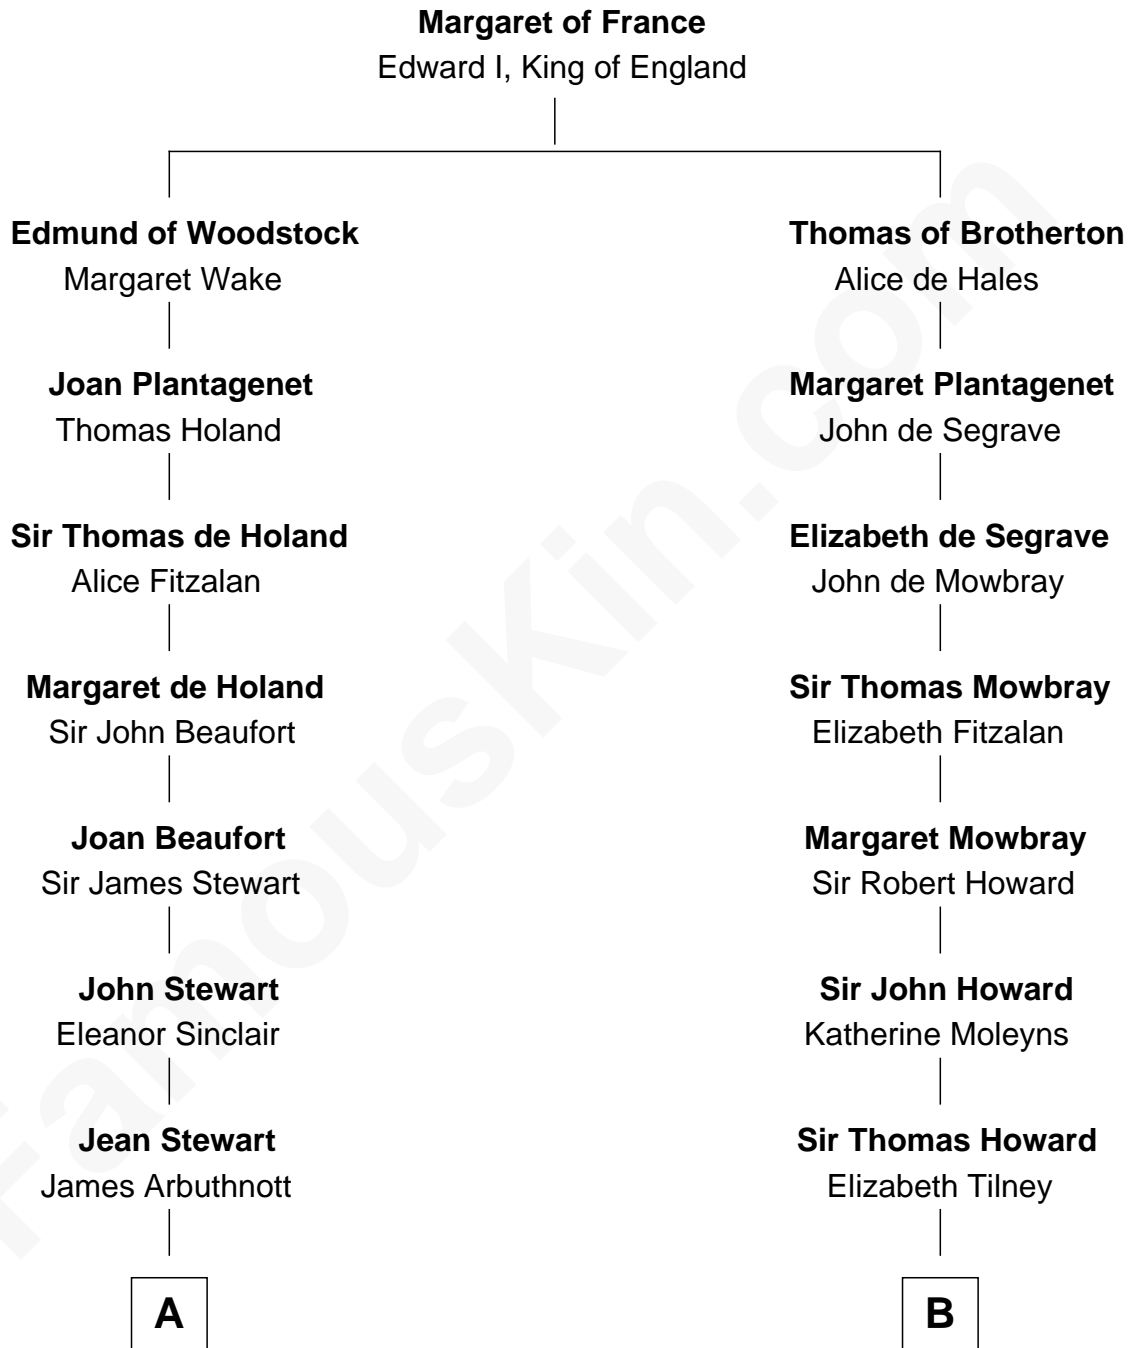 Margaret of France
Edward I, King of England
Edmund of Woodstock
Margaret Wake
Joan Plantagenet
Thomas Holand
Sir Thomas de Holand
Alice Fitzalan
Margaret de Holand
Sir John Beaufort
Joan Beaufort
Sir James Stewart
John Stewart
Eleanor Sinclair
Jean Stewart
James Arbuthnott
A
Thomas of Brotherton
Alice de Hales
Margaret Plantagenet
John de Segrave
Elizabeth de Segrave
John de Mowbray
Sir Thomas Mowbray
Elizabeth Fitzalan
Margaret Mowbray
Sir Robert Howard
Sir John Howard
Katherine Moleyns
Sir Thomas Howard
Elizabeth Tilney
B
FamousKin.com